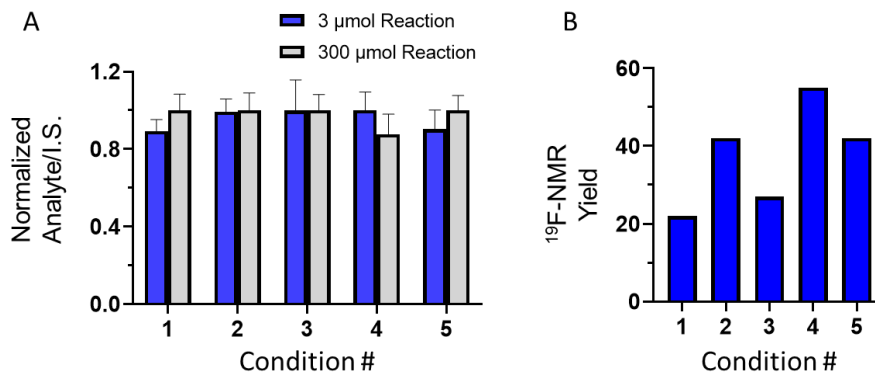 A
3 µmol Reaction
300 µmol Reaction
Normalized
Analyte/I.S.
1.2
0.8
0.4
0.0
1 2 3 4 5
Condition #
B
¹⁹F-NMR
Yield
60
40
20
0
1 2 3 4 5
Condition #